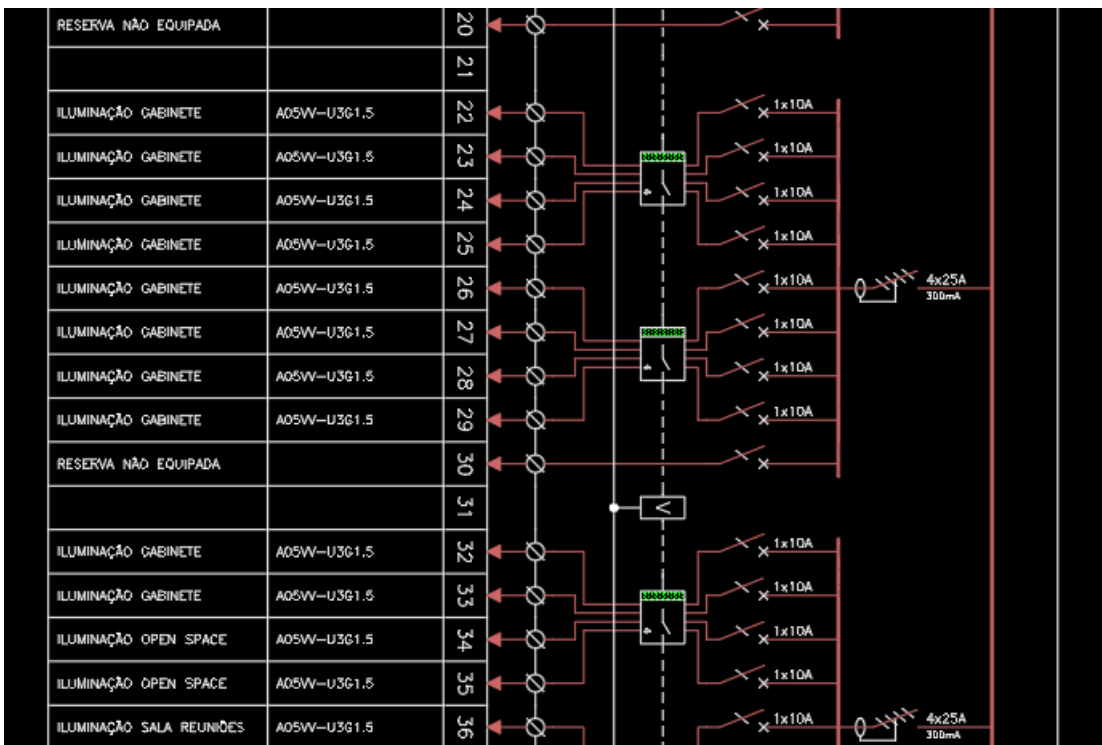 RESERVA NÃO EQUIPADA 20
21
ILUMINAÇÃO GABINETE A05VV-U3G1.5 22 1x10A
ILUMINAÇÃO GABINETE A05VV-U3G1.5 23 1x10A
ILUMINAÇÃO GABINETE A05VV-U3G1.5 24 1x10A
ILUMINAÇÃO GABINETE A05VV-U3G1.5 25 1x10A
ILUMINAÇÃO GABINETE A05VV-U3G1.5 26 1x10A 4x25A
300mA
ILUMINAÇÃO GABINETE A05VV-U3G1.5 27 1x10A
ILUMINAÇÃO GABINETE A05VV-U3G1.5 28 1x10A
ILUMINAÇÃO GABINETE A05VV-U3G1.5 29 1x10A
RESERVA NÃO EQUIPADA 30
31 <
ILUMINAÇÃO GABINETE A05VV-U3G1.5 32 1x10A
ILUMINAÇÃO GABINETE A05VV-U3G1.5 33 1x10A
ILUMINAÇÃO OPEN SPACE A05VV-U3G1.5 34 1x10A
ILUMINAÇÃO OPEN SPACE A05VV-U3G1.5 35 1x10A
ILUMINAÇÃO SALA REUNIÕES A05VV-U3G1.5 36 1x10A 4x25A
300mA